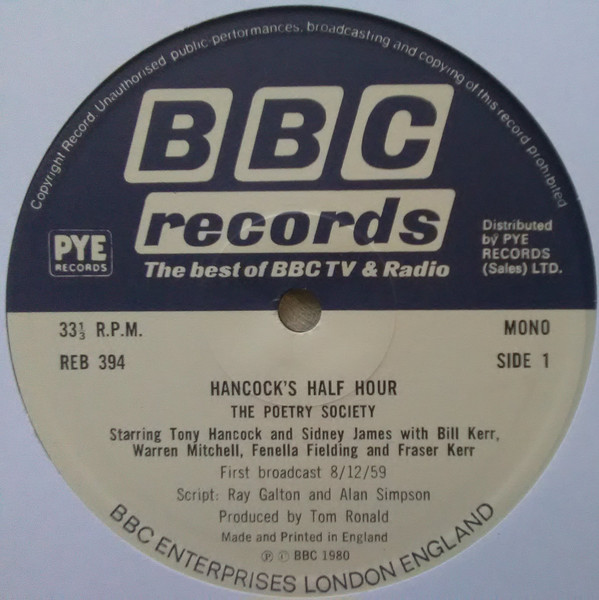 Copyright Record. Unauthorised public performances, broadcasting and copying of this record prohibited
BBC
records
The best of BBC TV & Radio
PYE
RECORDS
Distributed
by PYE
RECORDS
(Sales) LTD.
33⅓ R.P.M.
MONO
REB 394
SIDE 1
HANCOCK'S HALF HOUR
THE POETRY SOCIETY
Starring Tony Hancock and Sidney James with Bill Kerr,
Warren Mitchell, Fenella Fielding and Fraser Kerr
First broadcast 8/12/59
Script: Ray Galton and Alan Simpson
Produced by Tom Ronald
Made and Printed in England
℗ © BBC 1980
BBC ENTERPRISES LONDON ENGLAND